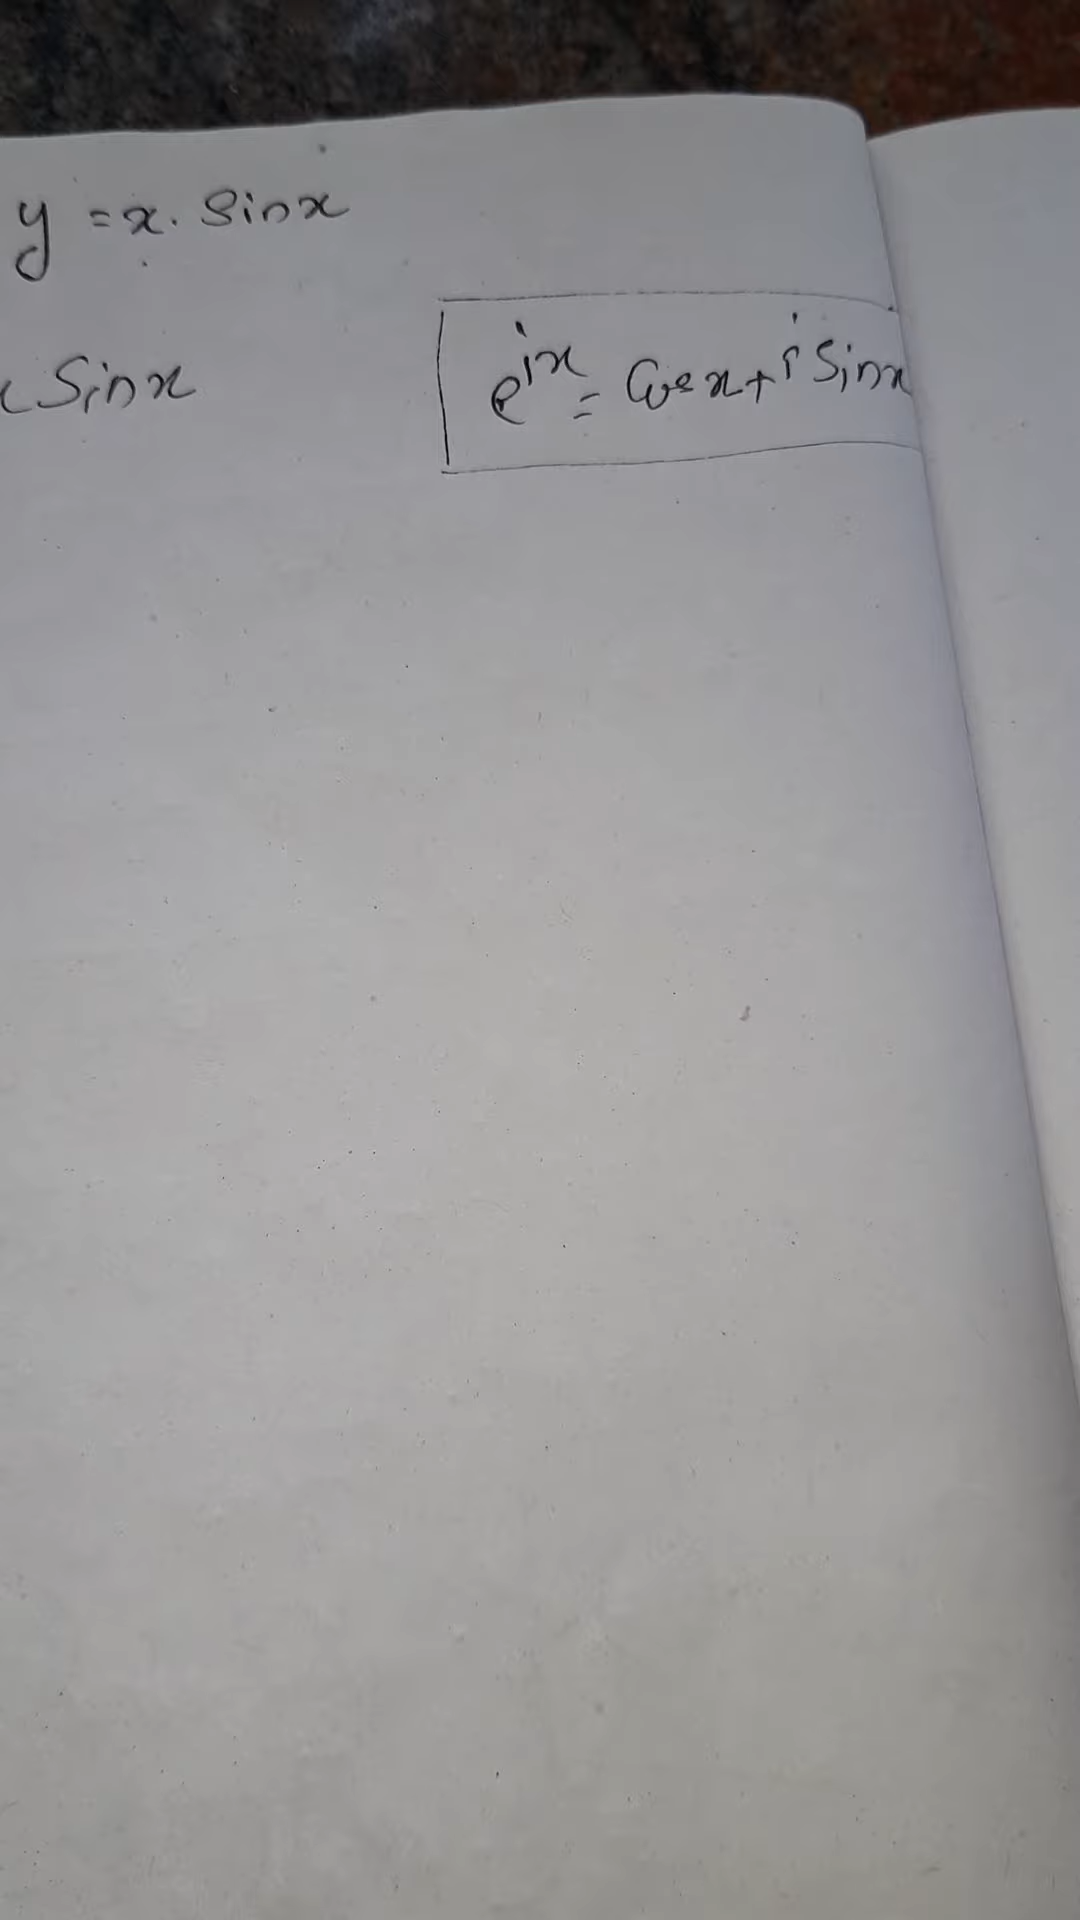 y = x. Sinx
x Sinx
e^ix = Cosx + i Sinx